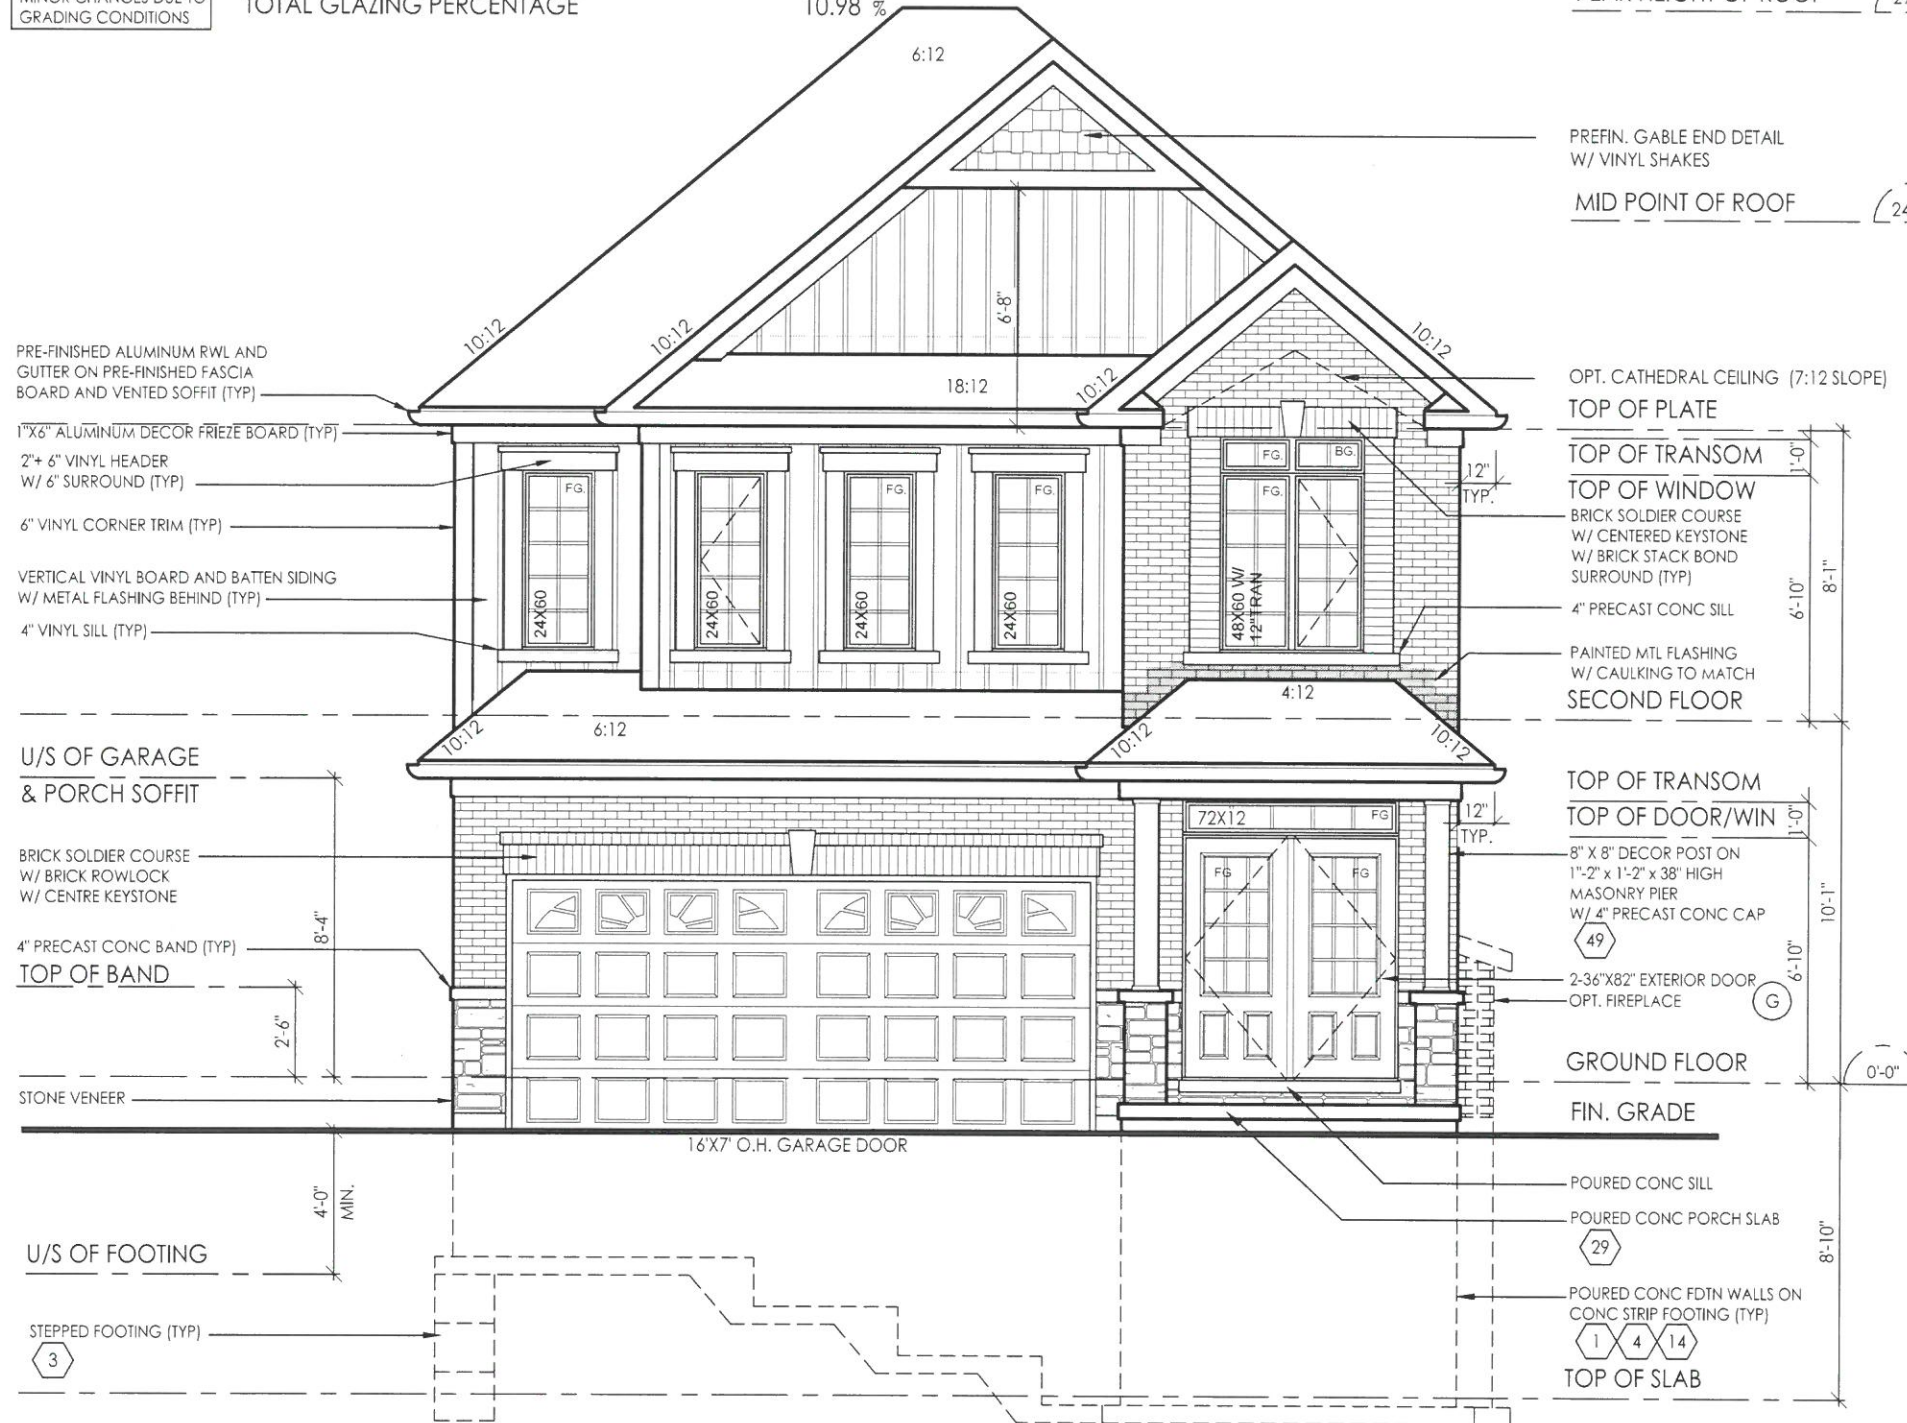 GRADING CONDITIONS
TOTAL GLAZING PERCENTAGE
10.98 %
6:12
PREFIN. GABLE END DETAIL
W/ VINYL SHAKES
MID POINT OF ROOF
24
6'-8"
10:12
10:12
10:12
10:12
18:12
PRE-FINISHED ALUMINUM RWL AND
GUTTER ON PRE-FINISHED FASCIA
BOARD AND VENTED SOFFIT (TYP)
1"X6" ALUMINUM DECOR FRIEZE BOARD (TYP)
2"+ 6" VINYL HEADER
W/ 6" SURROUND (TYP)
6" VINYL CORNER TRIM (TYP)
VERTICAL VINYL BOARD AND BATTEN SIDING
W/ METAL FLASHING BEHIND (TYP)
4" VINYL SILL (TYP)
FG.
FG.
FG.
FG.
24X60
24X60
24X60
24X60
FG.
BG.
FG.
48X60 W/
12"TRAN
12"
TYP.
OPT. CATHEDRAL CEILING (7:12 SLOPE)
TOP OF PLATE
TOP OF TRANSOM
1'-0"
TOP OF WINDOW
BRICK SOLDIER COURSE
W/ CENTERED KEYSTONE
W/ BRICK STACK BOND
SURROUND (TYP)
4" PRECAST CONC SILL
6'-10"
8'-1"
PAINTED MTL FLASHING
W/ CAULKING TO MATCH
SECOND FLOOR
10:12
6:12
4:12
10:12
10:12
U/S OF GARAGE
& PORCH SOFFIT
BRICK SOLDIER COURSE
W/ BRICK ROWLOCK
W/ CENTRE KEYSTONE
4" PRECAST CONC BAND (TYP)
TOP OF BAND
8'-4"
2'-6"
STONE VENEER
72X12
FG
FG
FG
12"
TYP.
TOP OF TRANSOM
TOP OF DOOR/WIN
1'-0"
8" X 8" DECOR POST ON
1"-2" x 1'-2" x 38" HIGH
MASONRY PIER
W/ 4" PRECAST CONC CAP
49
10'-1"
6'-10"
2-36"X82" EXTERIOR DOOR
OPT. FIREPLACE
G
GROUND FLOOR
0'-0"
FIN. GRADE
16'X7' O.H. GARAGE DOOR
4'-0"
MIN.
U/S OF FOOTING
STEPPED FOOTING (TYP)
3
POURED CONC SILL
POURED CONC PORCH SLAB
29
8'-10"
POURED CONC FDTN WALLS ON
CONC STRIP FOOTING (TYP)
1 4 14
TOP OF SLAB